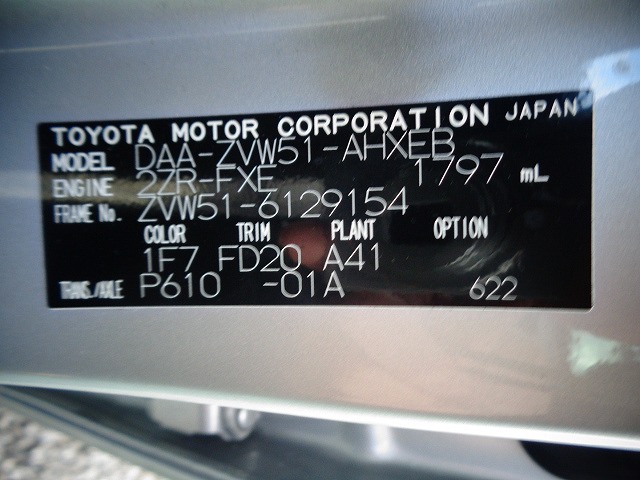 TOYOTA MOTOR CORPORATION JAPAN
MODEL DAA-ZVW51-AHXEB
ENGINE 2ZR-FXE 1797 mL
FRAME No. ZVW51-6129154
COLOR TRIM PLANT OPTION
1F7 FD20 A41
TRANS./AXLE P610 -01A 622